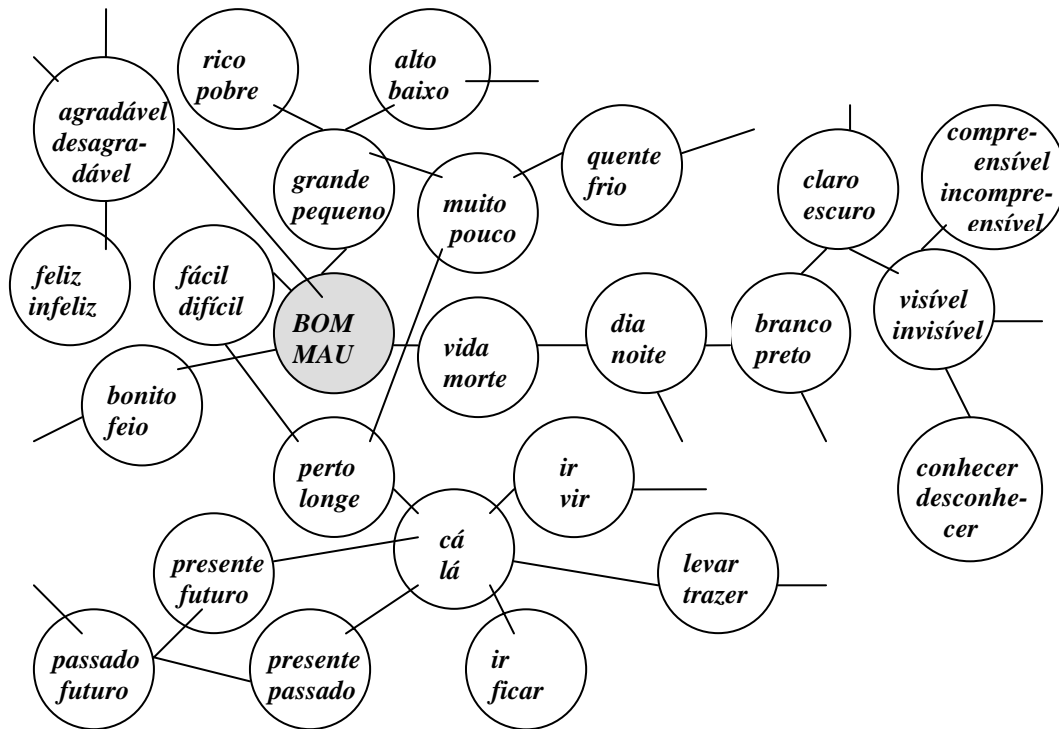 rico
pobre
alto
baixo
agradável
desagra-
dável
grande
pequeno
muito
pouco
quente
frio
claro
escuro
compre-
ensível
incompre-
ensível
feliz
infeliz
fácil
difícil
BOM
MAU
vida
morte
dia
noite
branco
preto
visível
invisível
bonito
feio
perto
longe
ir
vir
conhecer
desconhe-
cer
presente
futuro
cá
lá
levar
trazer
passado
futuro
presente
passado
ir
ficar